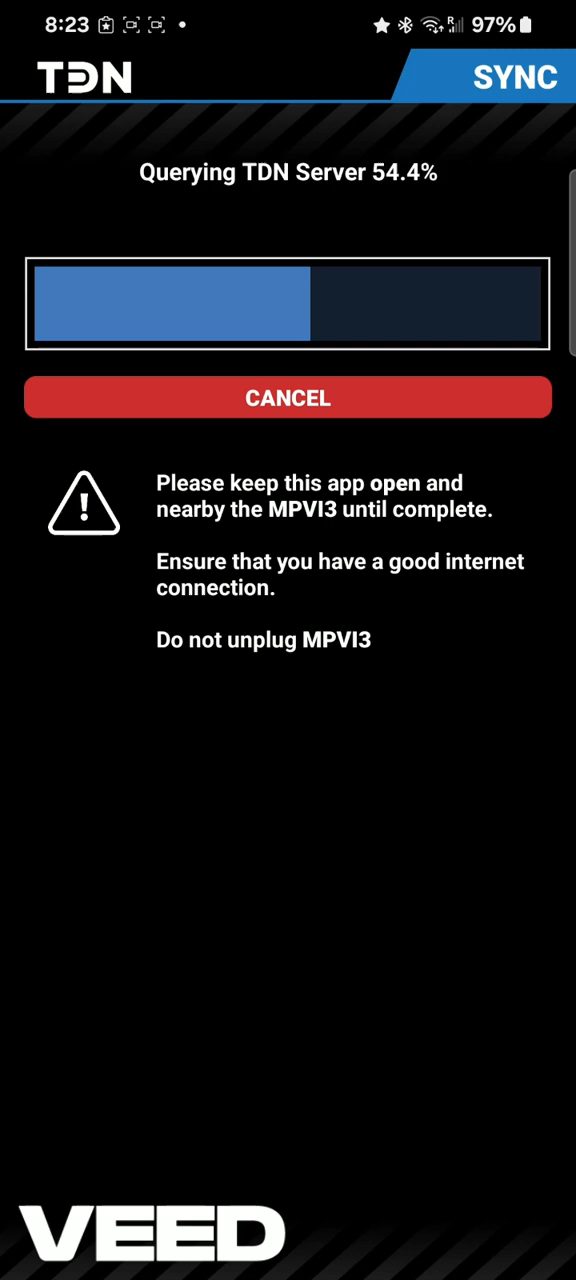 8:23
R
97%
TDN
SYNC
Querying TDN Server 54.4%
CANCEL
!
Please keep this app open and
nearby the MPVI3 until complete.
Ensure that you have a good internet
connection.
Do not unplug MPVI3
VEED